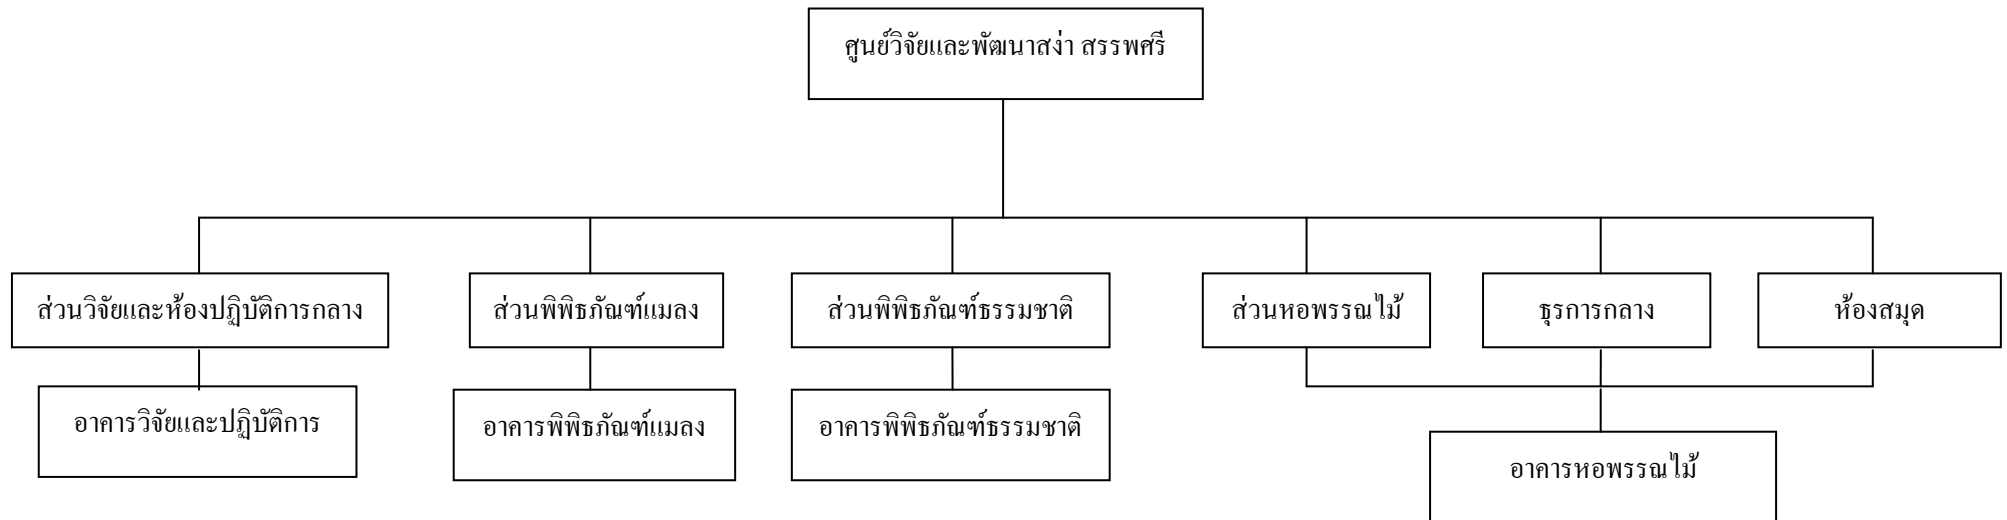 ศูนย์วิจัยและพัฒนาสง่า สรรพศรี
ส่วนวิจัยและห้องปฏิบัติการกลาง
ส่วนพิพิธภัณฑ์แมลง
ส่วนพิพิธภัณฑ์ธรรมชาติ
ส่วนหอพรรณไม้
ธุรการกลาง
ห้องสมุด
อาคารวิจัยและปฏิบัติการ
อาคารพิพิธภัณฑ์แมลง
อาคารพิพิธภัณฑ์ธรรมชาติ
อาคารหอพรรณไม้